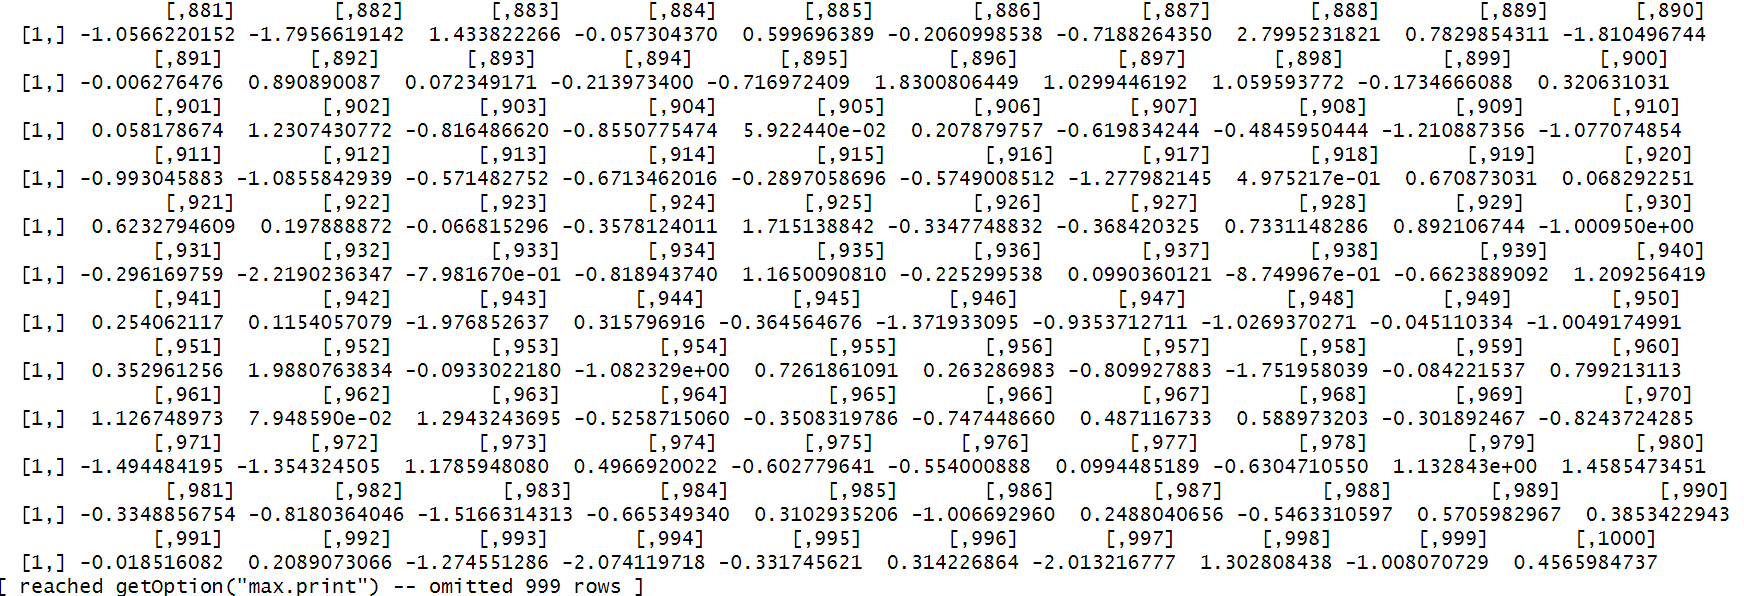 [,881] [,882] [,883] [,884] [,885] [,886] [,887] [,888] [,889] [,890]
[1,] -1.0566220152 -1.7956619142 1.433822266 -0.057304370 0.599696389 -0.2060998538 -0.7188264350 2.7995231821 0.7829854311 -1.810496744
[,891] [,892] [,893] [,894] [,895] [,896] [,897] [,898] [,899] [,900]
[1,] -0.006276476 0.890890087 0.072349171 -0.213973400 -0.716972409 1.8300806449 1.0299446192 1.059593772 -0.1734666088 0.320631031
[,901] [,902] [,903] [,904] [,905] [,906] [,907] [,908] [,909] [,910]
[1,] 0.058178674 1.2307430772 -0.816486620 -0.8550775474 5.922440e-02 0.207879757 -0.619834244 -0.4845950444 -1.210887356 -1.077074854
[,911] [,912] [,913] [,914] [,915] [,916] [,917] [,918] [,919] [,920]
[1,] -0.993045883 -1.0855842939 -0.571482752 -0.6713462016 -0.2897058696 -0.5749008512 -1.277982145 4.975217e-01 0.670873031 0.068292251
[,921] [,922] [,923] [,924] [,925] [,926] [,927] [,928] [,929] [,930]
[1,] 0.6232794609 0.197888872 -0.066815296 -0.3578124011 1.715138842 -0.3347748832 -0.368420325 0.7331148286 0.892106744 -1.000950e+00
[,931] [,932] [,933] [,934] [,935] [,936] [,937] [,938] [,939] [,940]
[1,] -0.296169759 -2.2190236347 -7.981670e-01 -0.818943740 1.1650090810 -0.225299538 0.0990360121 -8.749967e-01 -0.6623889092 1.209256419
[,941] [,942] [,943] [,944] [,945] [,946] [,947] [,948] [,949] [,950]
[1,] 0.254062117 0.1154057079 -1.976852637 0.315796916 -0.364564676 -1.371933095 -0.9353712711 -1.0269370271 -0.045110334 -1.0049174991
[,951] [,952] [,953] [,954] [,955] [,956] [,957] [,958] [,959] [,960]
[1,] 0.352961256 1.9880763834 -0.0933022180 -1.082329e+00 0.7261861091 0.263286983 -0.809927883 -1.751958039 -0.084221537 0.799213113
[,961] [,962] [,963] [,964] [,965] [,966] [,967] [,968] [,969] [,970]
[1,] 1.126748973 7.948590e-02 1.2943243695 -0.5258715060 -0.3508319786 -0.747448660 0.487116733 0.588973203 -0.301892467 -0.8243724285
[,971] [,972] [,973] [,974] [,975] [,976] [,977] [,978] [,979] [,980]
[1,] -1.494484195 -1.354324505 1.1785948080 0.4966920022 -0.602779641 -0.554000888 0.0994485189 -0.6304710550 1.132843e+00 1.4585473451
[,981] [,982] [,983] [,984] [,985] [,986] [,987] [,988] [,989] [,990]
[1,] -0.3348856754 -0.8180364046 -1.5166314313 -0.665349340 0.3102935206 -1.006692960 0.2488040656 -0.5463310597 0.5705982967 0.3853422943
[,991] [,992] [,993] [,994] [,995] [,996] [,997] [,998] [,999] [,1000]
[1,] -0.018516082 0.2089073066 -1.274551286 -2.074119718 -0.331745621 0.314226864 -2.013216777 1.302808438 -1.008070729 0.4565984737
[ reached getOption("max.print") -- omitted 999 rows ]